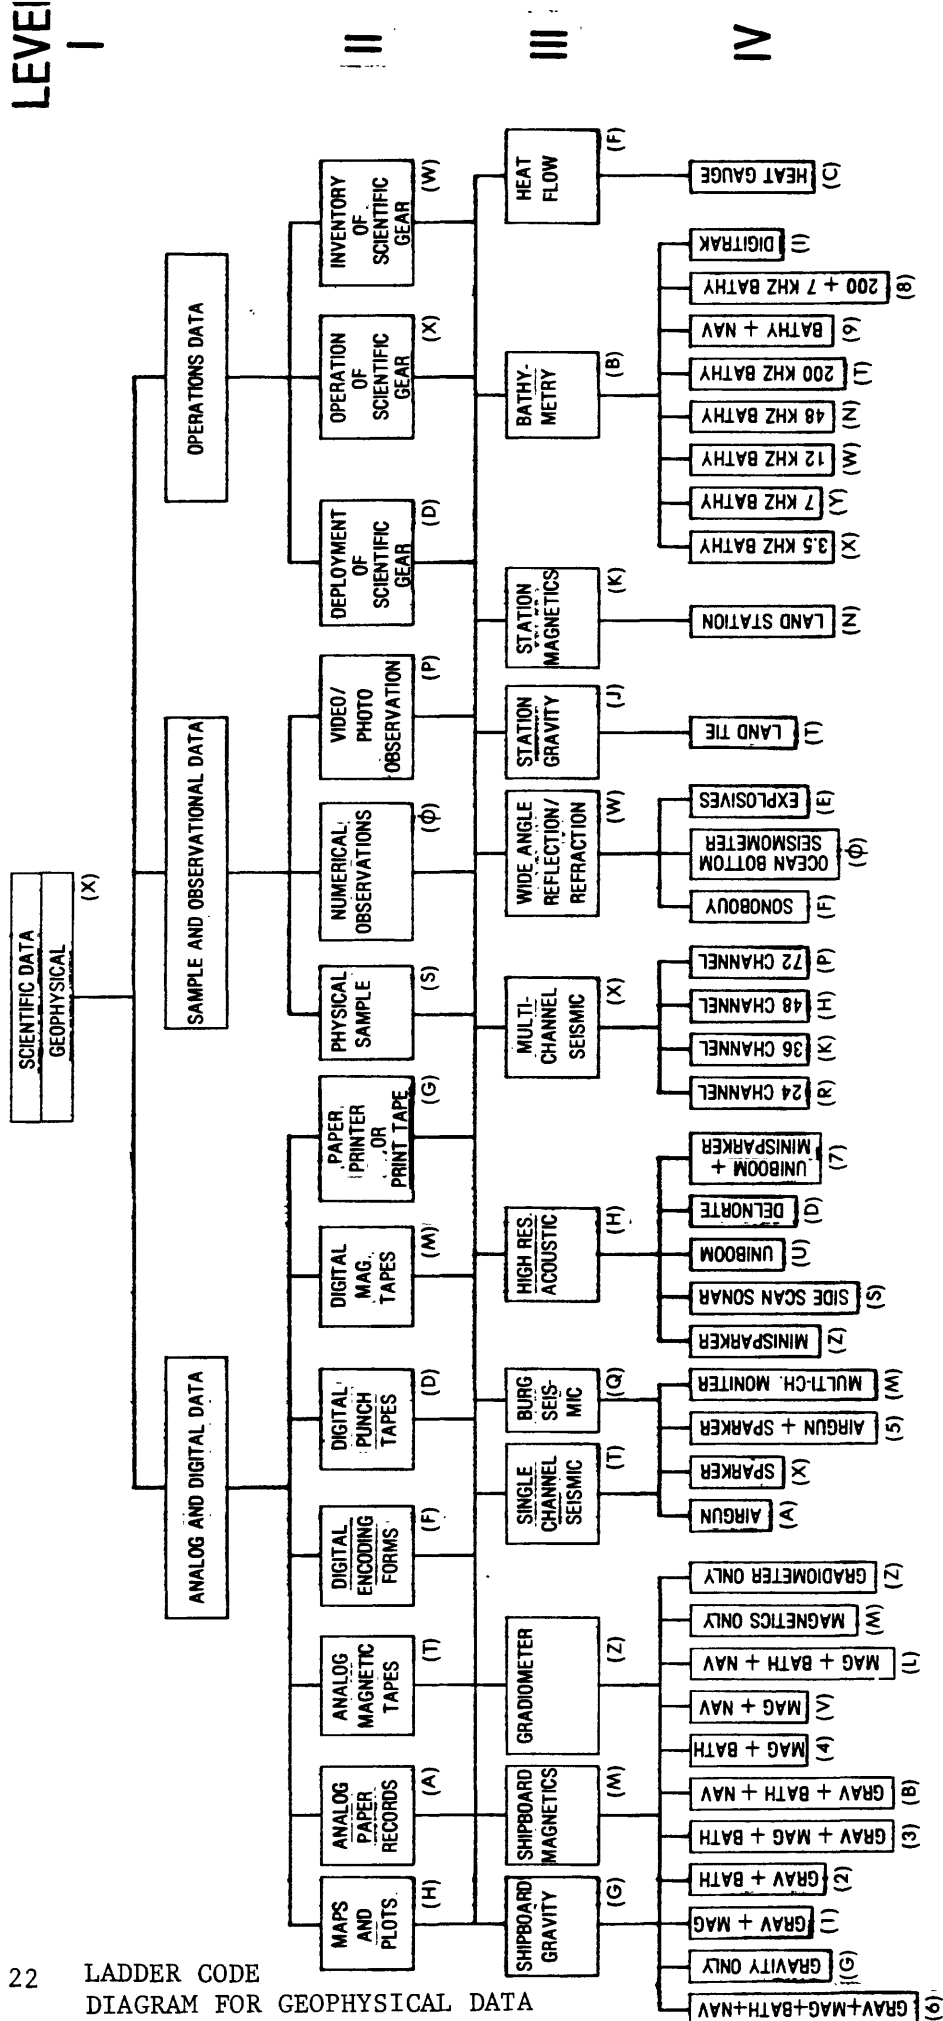 LEVEL
I
II
III
IV
SCIENTIFIC DATA
GEOPHYSICAL
(X)
ANALOG AND DIGITAL DATA
SAMPLE AND OBSERVATIONAL DATA
OPERATIONS DATA
MAPS
AND
PLOTS
(H)
ANALOG
PAPER
RECORDS
(A)
ANALOG
MAGNETIC
TAPES
(T)
DIGITAL
ENCODING
FORMS
(F)
DIGITAL
PUNCH
TAPES
(D)
DIGITAL
MAG.
TAPES
(M)
PAPER
PRINTER
OR
PRINT TAPE
(G)
PHYSICAL
SAMPLE
(S)
NUMERICAL
OBSERVATIONS
(Φ)
VIDEO/
PHOTO
OBSERVATION
(P)
DEPLOYMENT
OF
SCIENTIFIC
GEAR
(D)
OPERATION
OF
SCIENTIFIC
GEAR
(X)
INVENTORY
OF
SCIENTIFIC
GEAR
(W)
SHIPBOARD
GRAVITY
(G)
SHIPBOARD
MAGNETICS
(M)
GRADIOMETER
(Z)
SINGLE
CHANNEL
SEISMIC
(T)
BURG
SEIS-
MIC
(Q)
HIGH RES.
ACOUSTIC
(H)
MULTI-
CHANNEL
SEISMIC
(X)
WIDE ANGLE
REFLECTION/
REFRACTION
(W)
STATION
GRAVITY
(J)
STATION
MAGNETICS
(K)
BATHY-
METRY
(B)
HEAT
FLOW
(F)
GRAV+MAG+BATH+NAV
(6)
GRAVITY ONLY
(G)
GRAV + MAG
(1)
GRAV + BATH
(2)
GRAV + MAG + BATH
(3)
GRAV + BATH + NAV
(B)
MAG + BATH
(4)
MAG + NAV
(V)
MAG + BATH + NAV
(L)
MAGNETICS ONLY
(M)
GRADIOMETER ONLY
(Z)
AIRGUN
(A)
SPARKER
(X)
AIRGUN + SPARKER
(5)
MULTI-CH. MONITER
(M)
MINISPARKER
(Z)
SIDE SCAN SONAR
(S)
UNIBOOM
(U)
DELNORTE
(D)
UNIBOOM +
MINISPARKER
(7)
24 CHANNEL
(R)
36 CHANNEL
(K)
48 CHANNEL
(H)
72 CHANNEL
(P)
SONOBOUY
(F)
OCEAN BOTTOM
SEISMOMETER
(Φ)
EXPLOSIVES
(E)
LAND TIE
(T)
LAND STATION
(N)
3.5 KHZ BATHY
(X)
7 KHZ BATHY
(Y)
12 KHZ BATHY
(W)
48 KHZ BATHY
(N)
200 KHZ BATHY
(T)
BATHY + NAV
(9)
200 + 7 KHZ BATHY
(8)
DIGITRAK
(I)
HEAT GAUGE
(C)
22 LADDER CODE
DIAGRAM FOR GEOPHYSICAL DATA